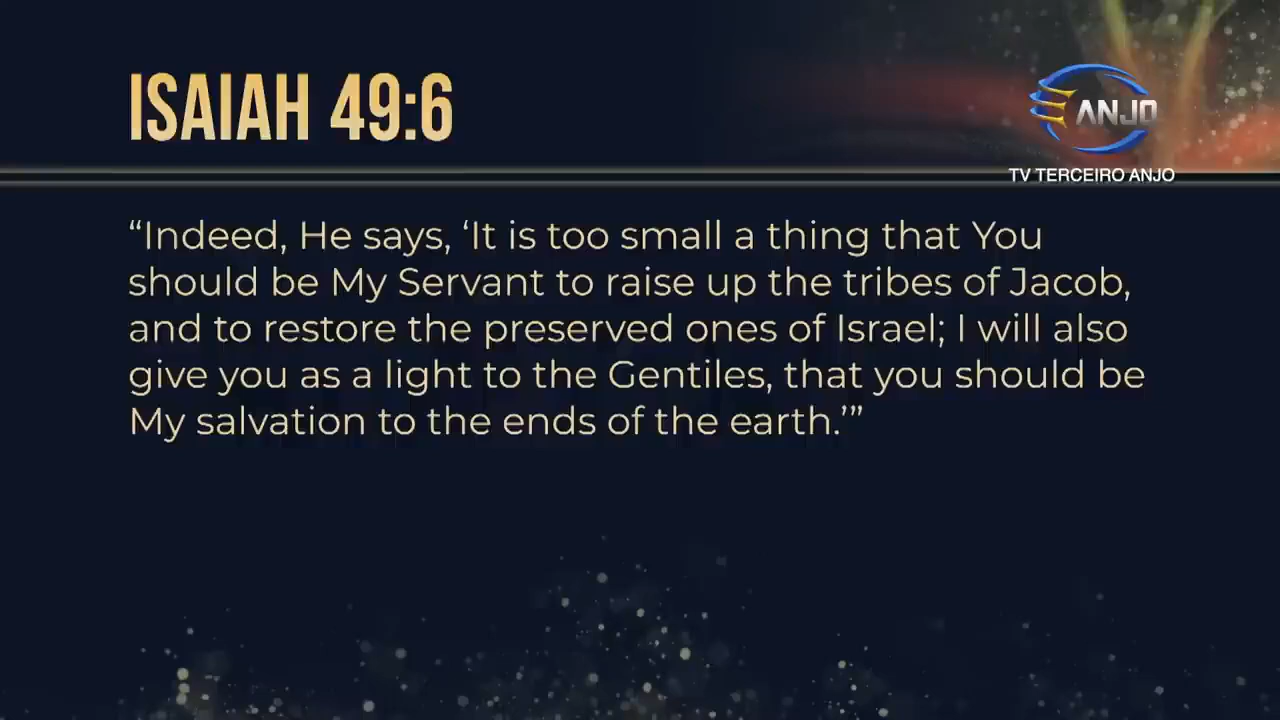 ISAIAH 49:6
ANJO
TV TERCEIRO ANJO
“Indeed, He says, ‘It is too small a thing that You
should be My Servant to raise up the tribes of Jacob,
and to restore the preserved ones of Israel; I will also
give you as a light to the Gentiles, that you should be
My salvation to the ends of the earth.’”